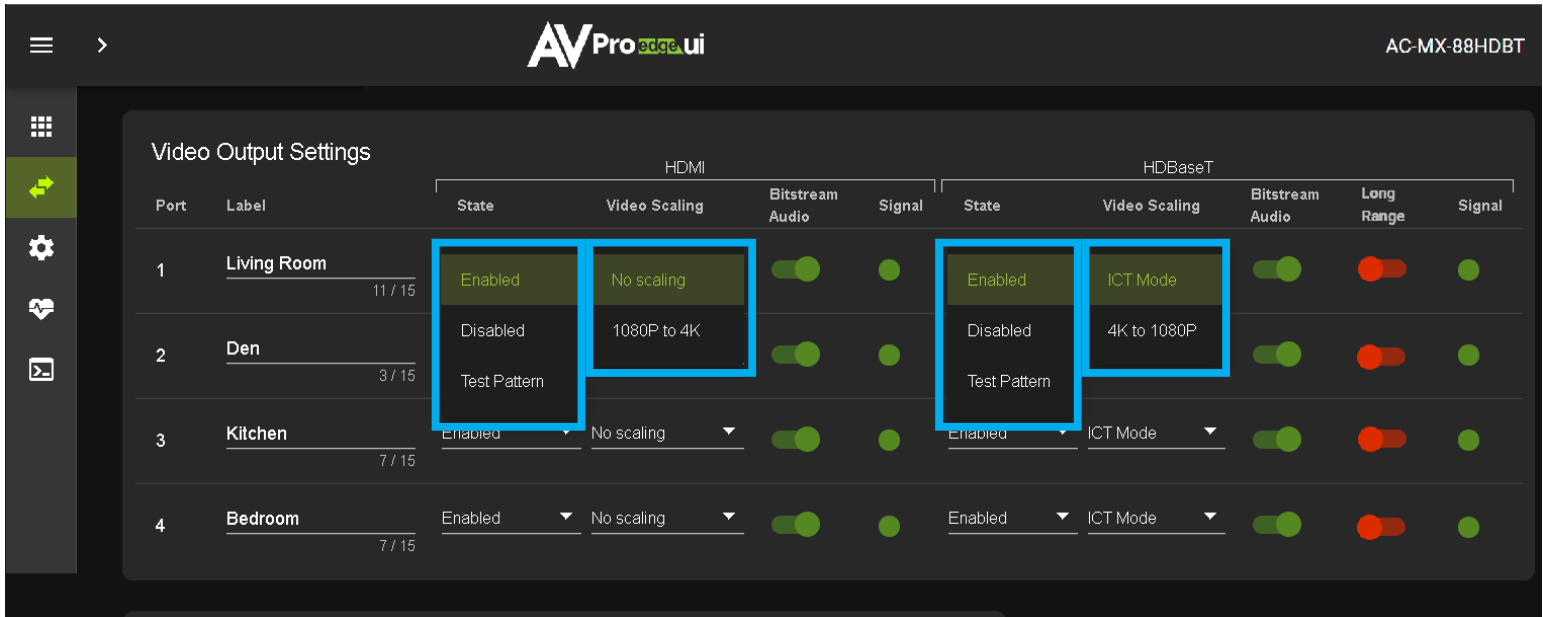 AVPro edge.ui
AC-MX-88HDBT
Video Output Settings
HDMI
HDBaseT
Port Label State Video Scaling Bitstream Audio Signal State Video Scaling Bitstream Audio Long Range Signal
1 Living Room Enabled No scaling Enabled ICT Mode
11 / 15
Disabled 1080P to 4K Disabled 4K to 1080P
2 Den
3 / 15
Test Pattern Test Pattern
3 Kitchen Enabled No scaling Enabled ICT Mode
7 / 15
4 Bedroom Enabled No scaling Enabled ICT Mode
7 / 15